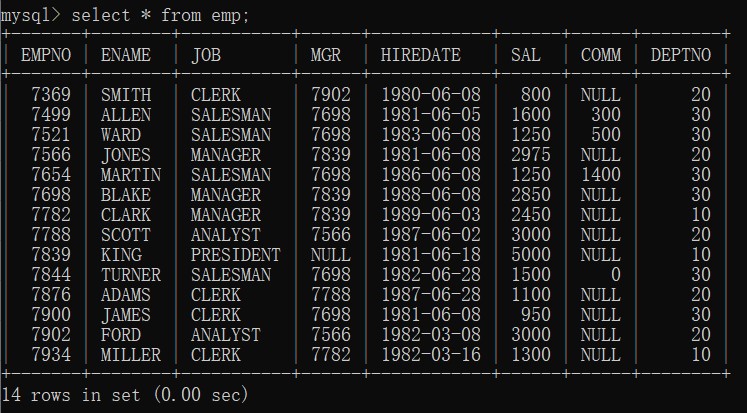 mysql> select * from emp;
+-------+--------+-----------+------+------------+------+------+--------+
| EMPNO | ENAME  | JOB       | MGR  | HIREDATE   | SAL  | COMM | DEPTNO |
+-------+--------+-----------+------+------------+------+------+--------+
|  7369 | SMITH  | CLERK     | 7902 | 1980-06-08 |  800 | NULL |     20 |
|  7499 | ALLEN  | SALESMAN  | 7698 | 1981-06-05 | 1600 |  300 |     30 |
|  7521 | WARD   | SALESMAN  | 7698 | 1983-06-08 | 1250 |  500 |     30 |
|  7566 | JONES  | MANAGER   | 7839 | 1981-06-08 | 2975 | NULL |     20 |
|  7654 | MARTIN | SALESMAN  | 7698 | 1986-06-08 | 1250 | 1400 |     30 |
|  7698 | BLAKE  | MANAGER   | 7839 | 1988-06-08 | 2850 | NULL |     30 |
|  7782 | CLARK  | MANAGER   | 7839 | 1989-06-03 | 2450 | NULL |     10 |
|  7788 | SCOTT  | ANALYST   | 7566 | 1987-06-02 | 3000 | NULL |     20 |
|  7839 | KING   | PRESIDENT | NULL | 1981-06-18 | 5000 | NULL |     10 |
|  7844 | TURNER | SALESMAN  | 7698 | 1982-06-28 | 1500 |    0 |     30 |
|  7876 | ADAMS  | CLERK     | 7788 | 1987-06-28 | 1100 | NULL |     20 |
|  7900 | JAMES  | CLERK     | 7698 | 1981-06-08 |  950 | NULL |     30 |
|  7902 | FORD   | ANALYST   | 7566 | 1982-03-08 | 3000 | NULL |     20 |
|  7934 | MILLER | CLERK     | 7782 | 1982-03-16 | 1300 | NULL |     10 |
+-------+--------+-----------+------+------------+------+------+--------+
14 rows in set (0.00 sec)